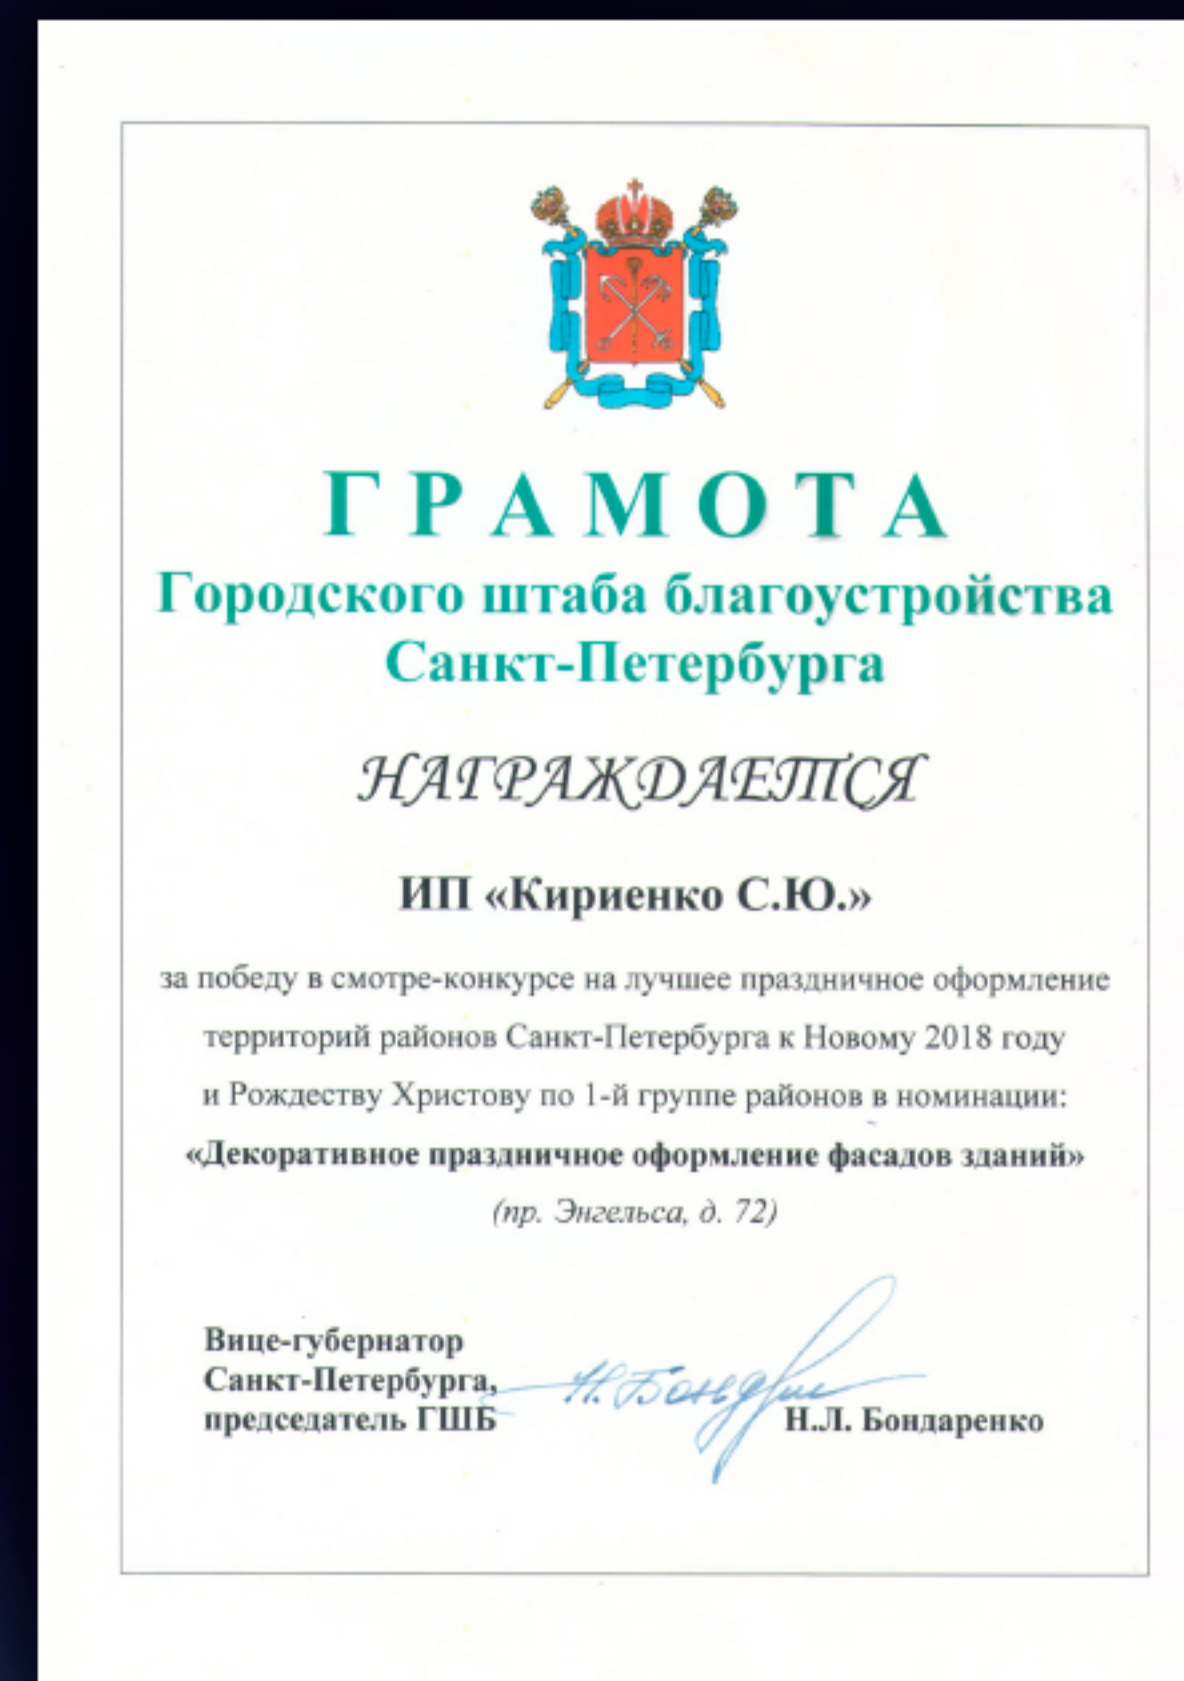 ГРАМОТА
Городского штаба благоустройства
Санкт-Петербурга
НАГРАЖДАЕТСЯ
ИП «Кириенко С.Ю.»
за победу в смотре-конкурсе на лучшее праздничное оформление
территорий районов Санкт-Петербурга к Новому 2018 году
и Рождеству Христову по 1-й группе районов в номинации:
«Декоративное праздничное оформление фасадов зданий»
(пр. Энгельса, д. 72)
Вице-губернатор
Санкт-Петербурга,
председатель ГШБ
Н.Л. Бондаренко